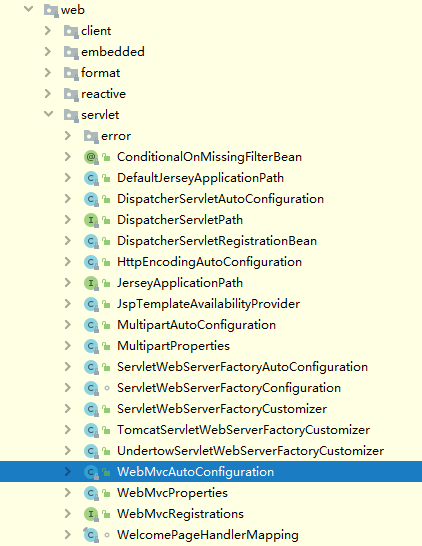 web
client
embedded
format
reactive
servlet
error
ConditionalOnMissingFilterBean
DefaultJerseyApplicationPath
DispatcherServletAutoConfiguration
DispatcherServletPath
DispatcherServletRegistrationBean
HttpEncodingAutoConfiguration
JerseyApplicationPath
JspTemplateAvailabilityProvider
MultipartAutoConfiguration
MultipartProperties
ServletWebServerFactoryAutoConfiguration
ServletWebServerFactoryConfiguration
ServletWebServerFactoryCustomizer
TomcatServletWebServerFactoryCustomizer
UndertowServletWebServerFactoryCustomizer
WebMvcAutoConfiguration
WebMvcProperties
WebMvcRegistrations
WelcomePageHandlerMapping